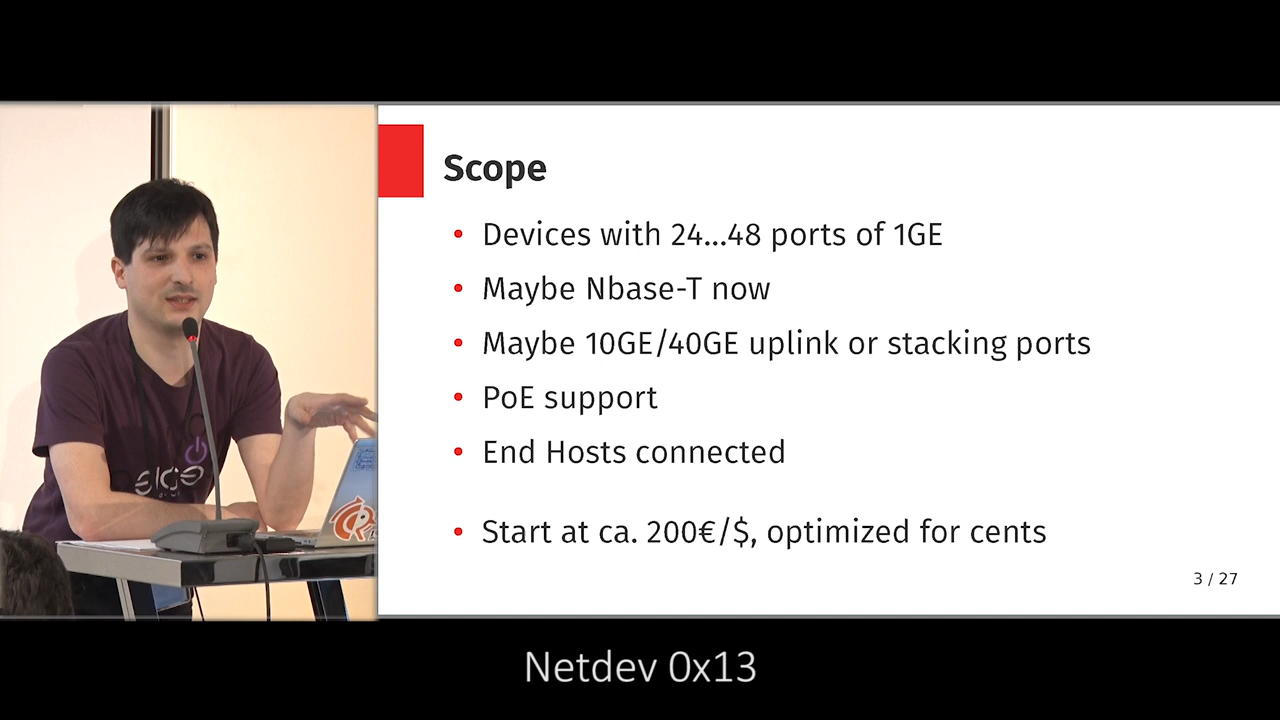 Scope
• Devices with 24...48 ports of 1GE
• Maybe Nbase-T now
• Maybe 10GE/40GE uplink or stacking ports
• PoE support
• End Hosts connected
• Start at ca. 200€/$, optimized for cents
3 / 27
Netdev 0x13